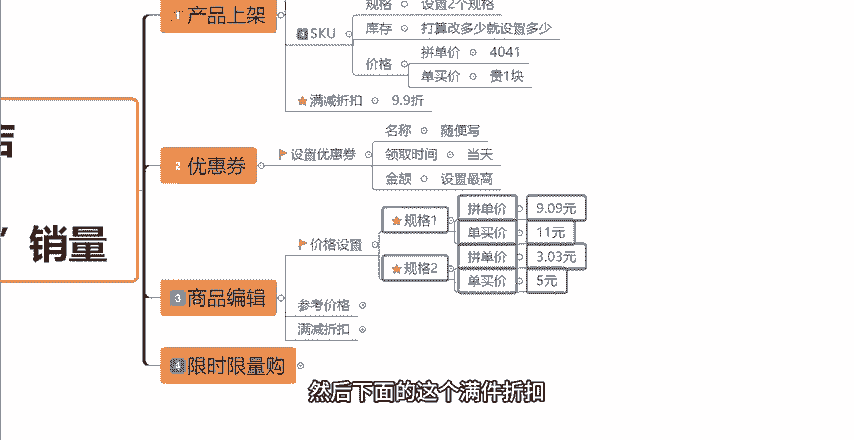 1 产品上架
规格 设置2个规格
SKU
库存 打算改多少就设置多少
价格
拼单价 4041
单买价 贵1块
满减折扣 9.9折
”销量
2 优惠券
设置优惠券
名称 随便写
领取时间 当天
金额 设置最高
3 商品编辑
价格设置
规格1
拼单价 9.09元
单买价 11元
规格2
拼单价 3.03元
单买价 5元
参考价格
满减折扣
4 限时限量购
然后下面的这个满件折扣